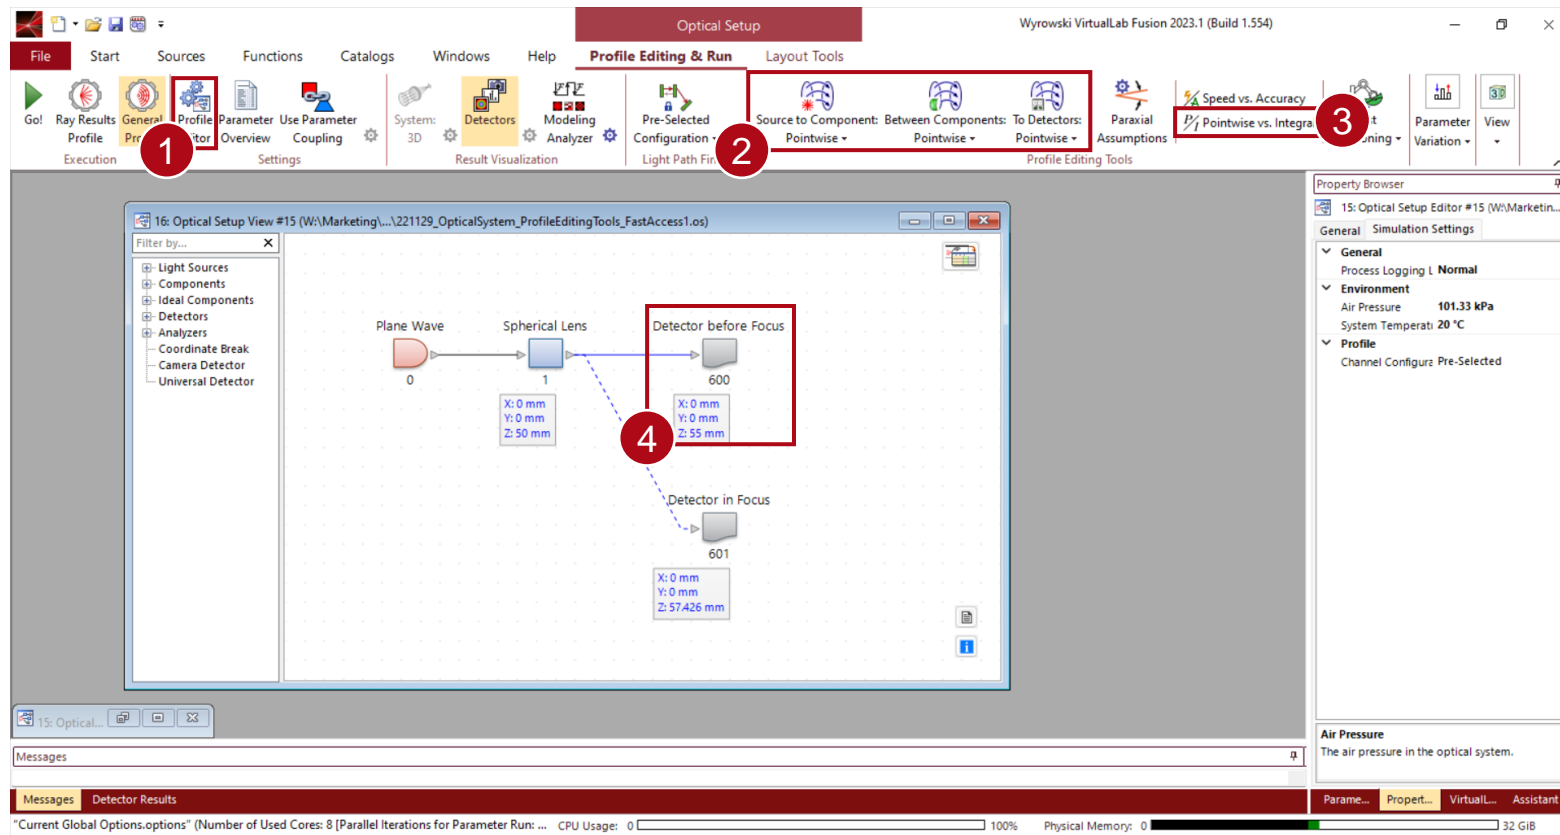 Optical Setup
Wyrowski VirtualLab Fusion 2023.1 (Build 1.554)
File Start Sources Functions Catalogs Windows Help Profile Editing & Run Layout Tools
Go!
Ray Results Profile
General
Profile
Parameter Overview
Use Parameter Coupling
System: 3D
Detectors
Modeling Analyzer
Pre-Selected Configuration
Source to Component: Pointwise
Between Components: Pointwise
To Detectors: Pointwise
Paraxial Assumptions
Speed vs. Accuracy
Pointwise vs. Integra
Parameter Variation
View
1
2
3
Execution
Settings
Result Visualization
Light Path Fin
Profile Editing Tools
16: Optical Setup View #15 (W:\Marketing\...\221129_OpticalSystem_ProfileEditingTools_FastAccess1.os)
Filter by...
Light Sources
Components
Ideal Components
Detectors
Analyzers
Coordinate Break
Camera Detector
Universal Detector
Plane Wave
0
Spherical Lens
1
X: 0 mm
Y: 0 mm
Z: 50 mm
Detector before Focus
600
X: 0 mm
Y: 0 mm
Z: 55 mm
4
Detector in Focus
601
X: 0 mm
Y: 0 mm
Z: 57.426 mm
15: Optical...
Property Browser
15: Optical Setup Editor #15 (W:\Marketin...
General Simulation Settings
General
Process Logging L Normal
Environment
Air Pressure 101.33 kPa
System Temperati 20 °C
Profile
Channel Configura Pre-Selected
Air Pressure
The air pressure in the optical system.
Messages
Messages Detector Results
Parame... Propert... VirtualL... Assistant
"Current Global Options.options" (Number of Used Cores: 8 [Parallel Iterations for Parameter Run: ... CPU Usage: 0 100% Physical Memory: 0 32 GiB